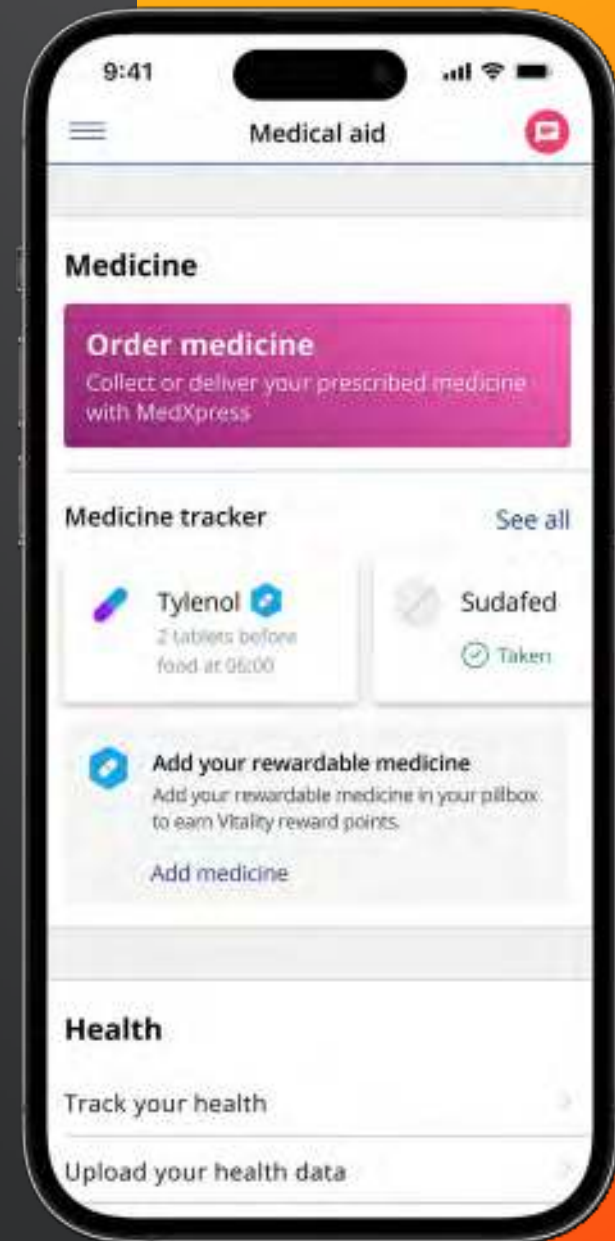 9:41
Medical aid
Medicine
Order medicine
Collect or deliver your prescribed medicine
with MedXpress
Medicine tracker
See all
Tylenol
2 tablets before
food at 06:00
Sudafed
Taken
Add your rewardable medicine
Add your rewardable medicine in your pillbox
to earn Vitality reward points.
Add medicine
Health
Track your health
Upload your health data